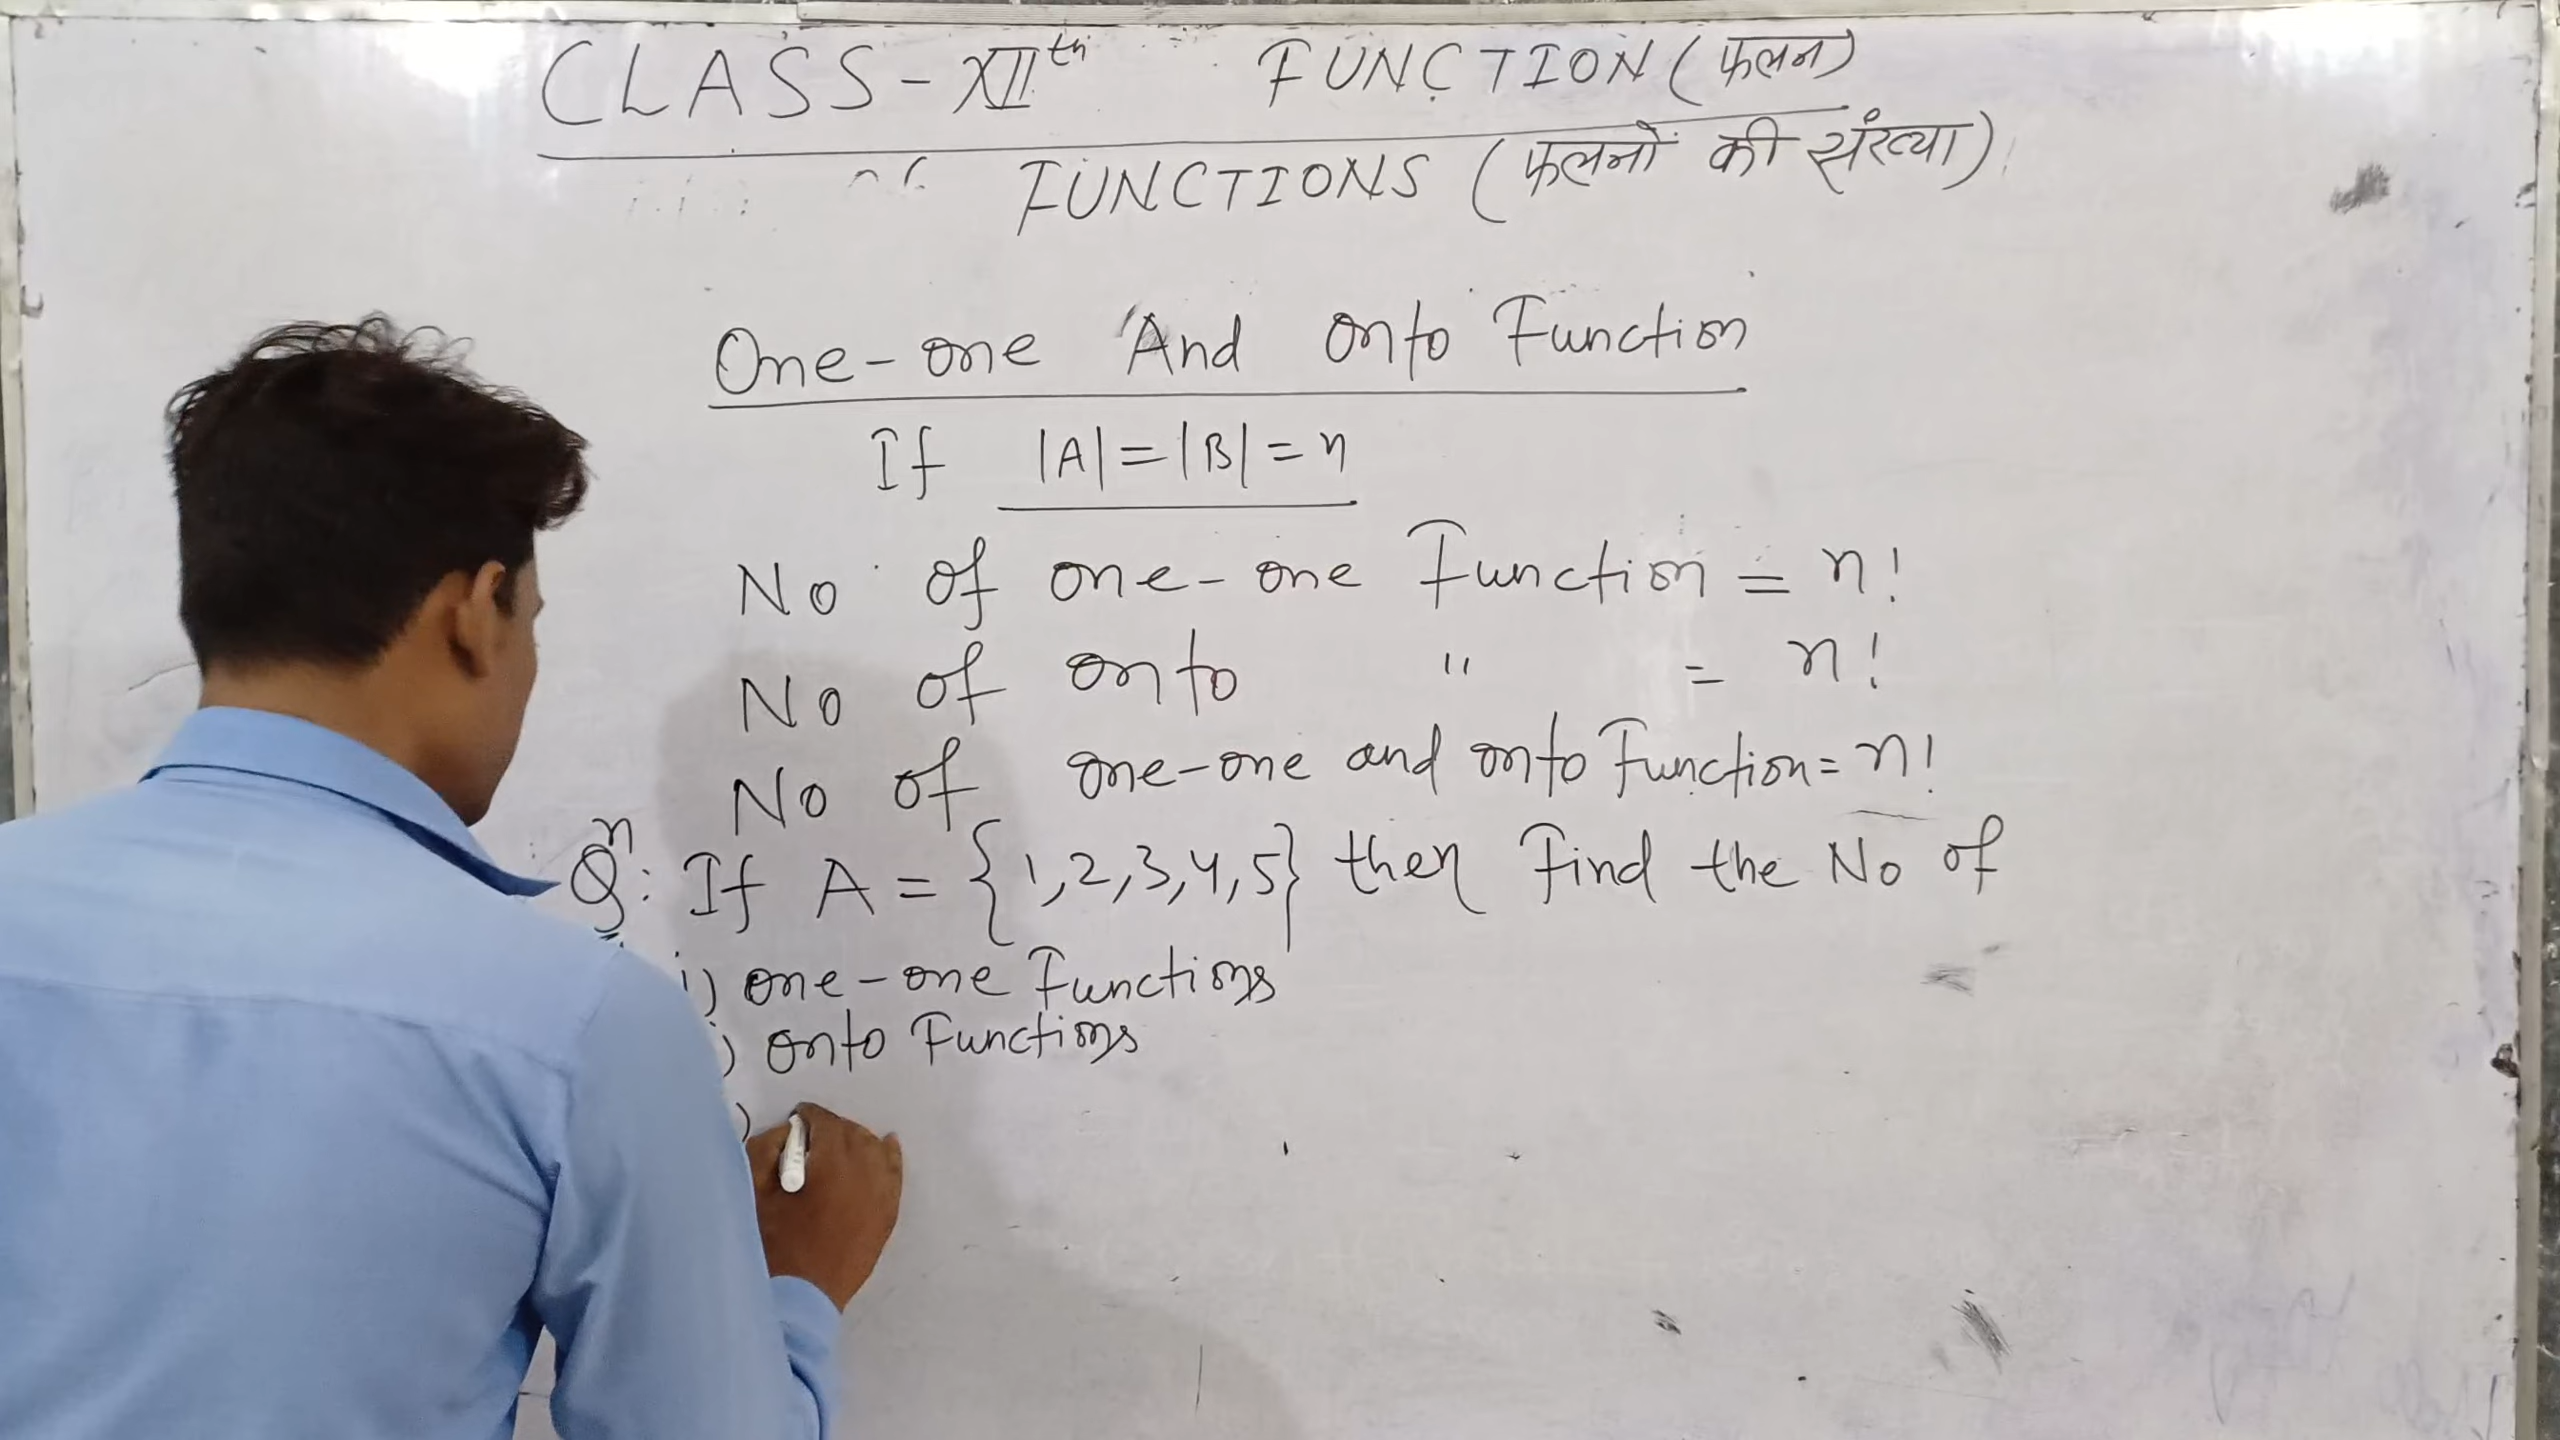 CLASS-XIIth FUNCTION (फलन)
FUNCTIONS (फलनों की संख्या)
One-one And onto Function
If |A|=|B|=n
No of one-one Function = n!
No of onto " = n!
No of one-one and onto Function = n!
Qn: If A = {1,2,3,4,5} then Find the No of
i) one-one Functions
i) onto Functions
)